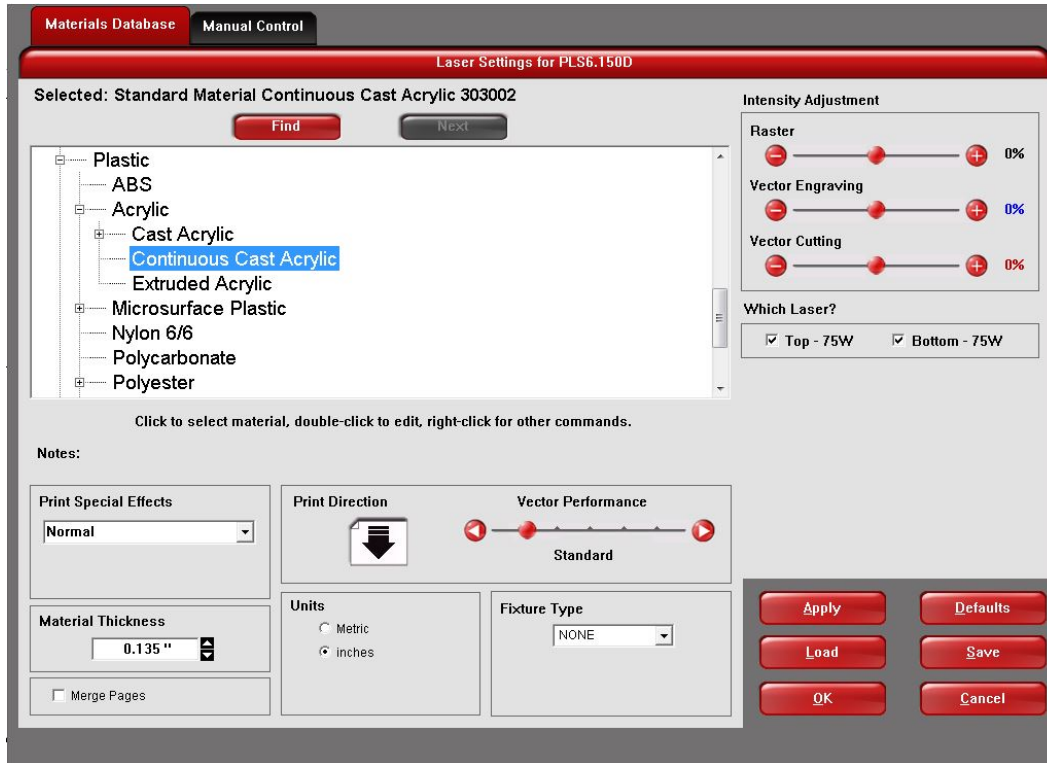 Materials Database
Manual Control
Laser Settings for PLS6.150D
Selected: Standard Material Continuous Cast Acrylic 303002
Find
Next
Plastic
ABS
Acrylic
Cast Acrylic
Continuous Cast Acrylic
Extruded Acrylic
Microsurface Plastic
Nylon 6/6
Polycarbonate
Polyester
Click to select material, double-click to edit, right-click for other commands.
Notes:
Intensity Adjustment
Raster
0%
Vector Engraving
0%
Vector Cutting
0%
Which Laser?
Top - 75W
Bottom - 75W
Print Special Effects
Normal
Print Direction
Vector Performance
Standard
Material Thickness
0.135 "
Merge Pages
Units
Metric
inches
Fixture Type
NONE
Apply
Defaults
Load
Save
OK
Cancel